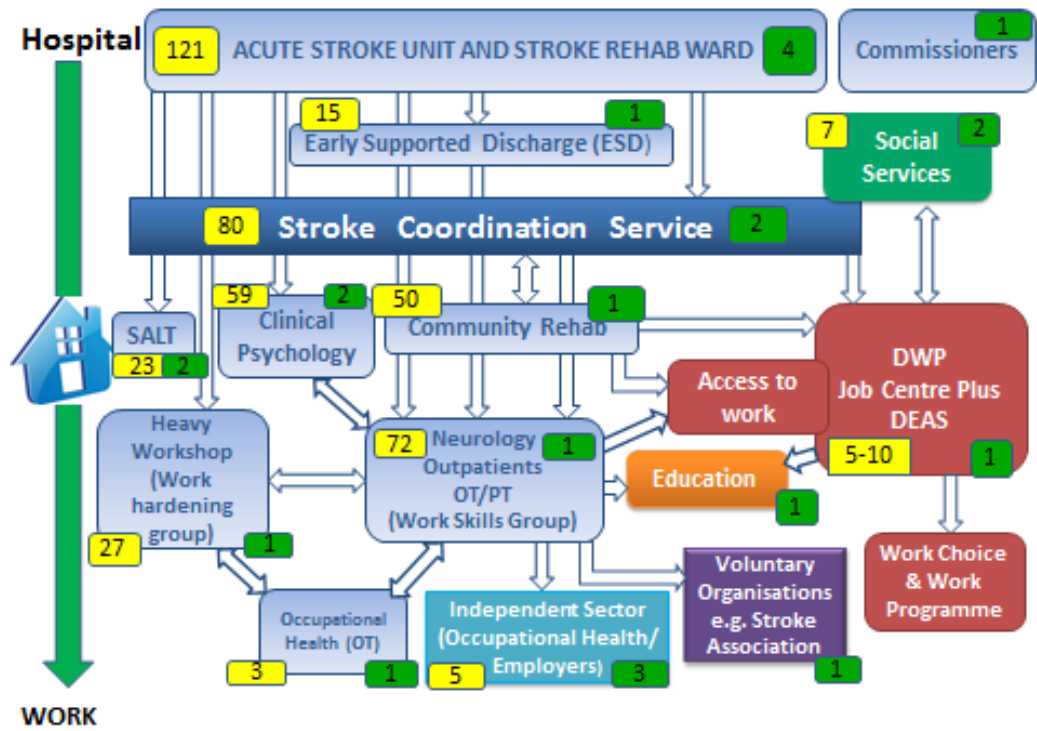 Hospital
121 ACUTE STROKE UNIT AND STROKE REHAB WARD 4
1
Commissioners
15 1
Early Supported Discharge (ESD)
7 2
Social
Services
80 Stroke Coordination Service 2
59 2
Clinical
Psychology
50 1
Community Rehab
SALT
23 2
DWP
Job Centre Plus
DEAS
5-10 1
Access to
work
Heavy
Workshop
(Work
hardening
group)
27 1
72 Neurology 1
Outpatients
OT/PT
(Work Skills Group)
Education
1
Work Choice
& Work
Programme
Occupational
Health (OT)
3 1
Independent Sector
(Occupational Health/
Employers)
5 3
Voluntary
Organisations
e.g. Stroke
Association
1
WORK